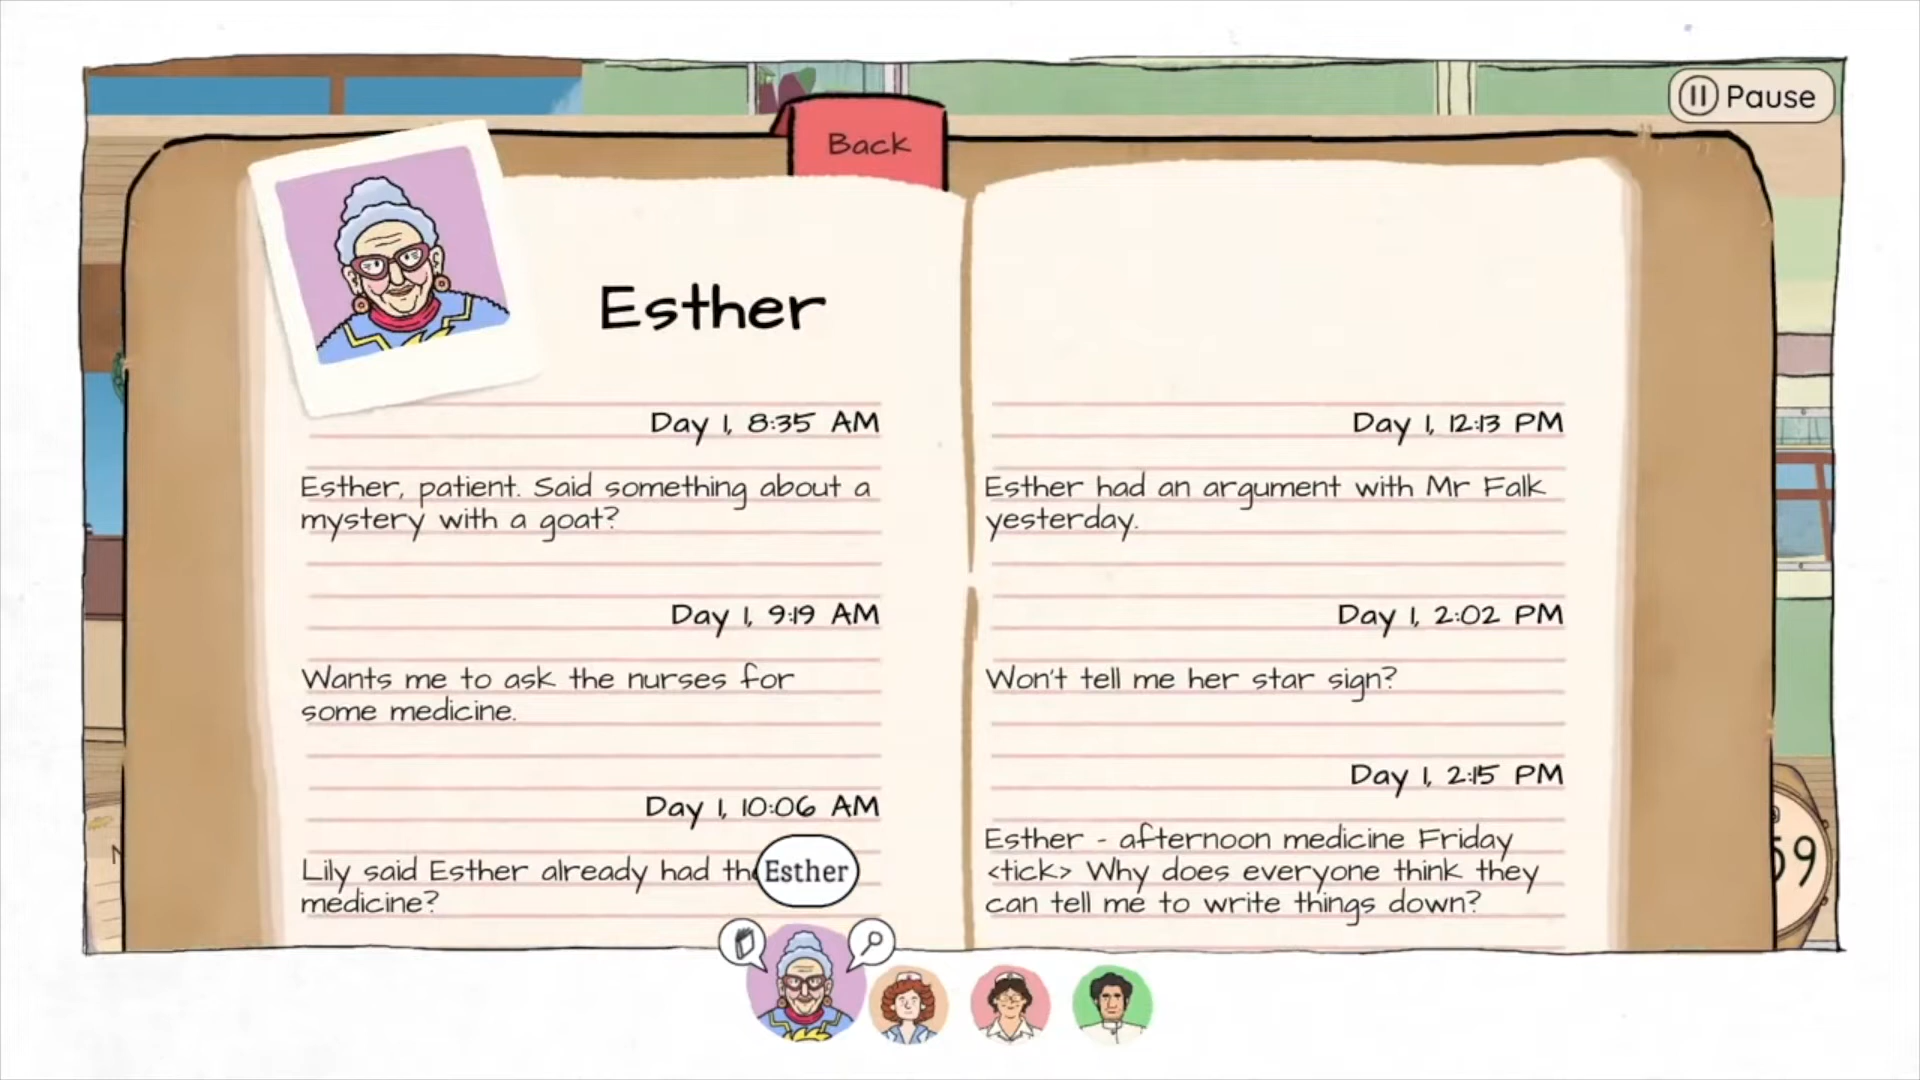 Pause
Back
Esther
Day 1, 8:35 AM
Esther, patient. Said something about a
mystery with a goat?
Day 1, 9:19 AM
Wants me to ask the nurses for
some medicine.
Day 1, 10:06 AM
Lily said Esther already had
medicine?
Esther
Day 1, 12:13 PM
Esther had an argument with Mr Falk
yesterday.
Day 1, 2:02 PM
Won't tell me her star sign?
Day 1, 2:15 PM
Esther - afternoon medicine Friday
<tick> Why does everyone think they
can tell me to write things down?